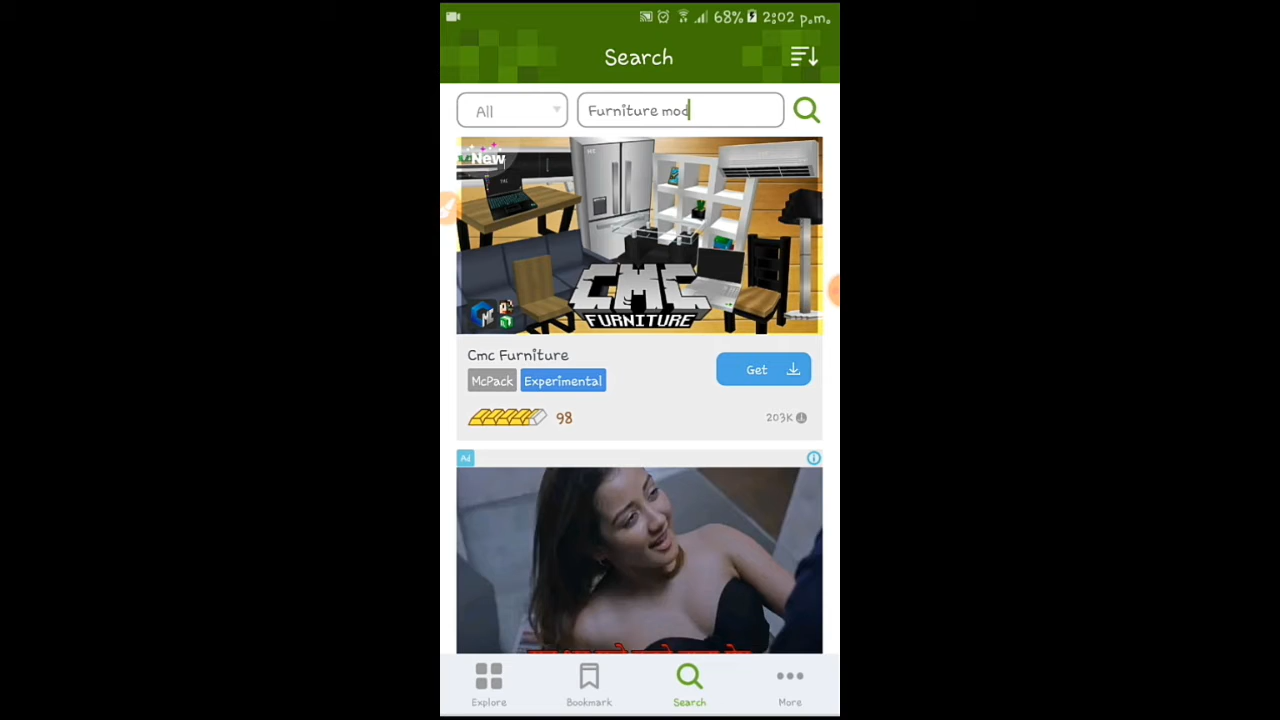 68% 2:02 p.m.
Search
All
Furniture mod
New
CMC
FURNITURE
Cmc Furniture
Get
McPack
Experimental
98
203K
Ad
Explore
Bookmark
Search
More